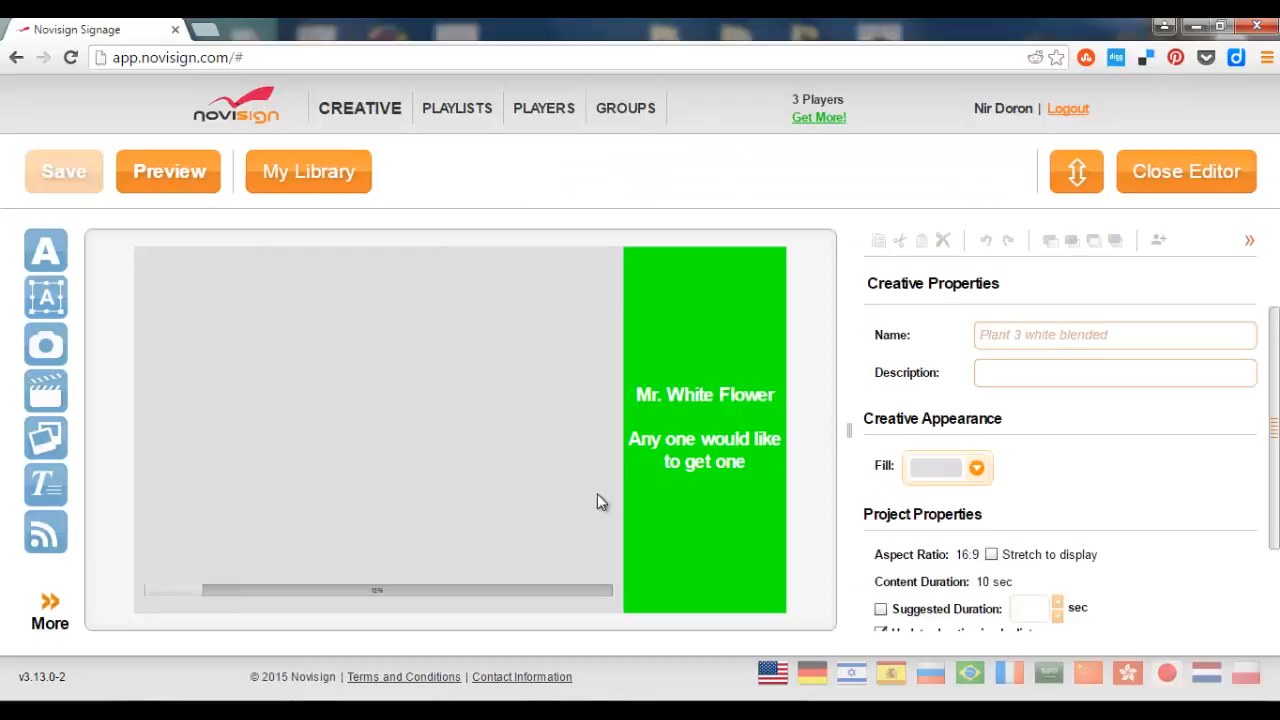 Novisign Signage
app.novisign.com/#
digg
novisign
CREATIVE
PLAYLISTS
PLAYERS
GROUPS
3 Players
Get More!
Nir Doron | Logout
Save
Preview
My Library
Close Editor
A
A
T
More
Mr. White Flower
Any one would like
to get one
Creative Properties
Name: Plant 3 white blended
Description:
Creative Appearance
Fill:
Project Properties
Aspect Ratio: 16:9 Stretch to display
Content Duration: 10 sec
Suggested Duration: sec
v3.13.0-2
© 2015 Novisign | Terms and Conditions | Contact Information